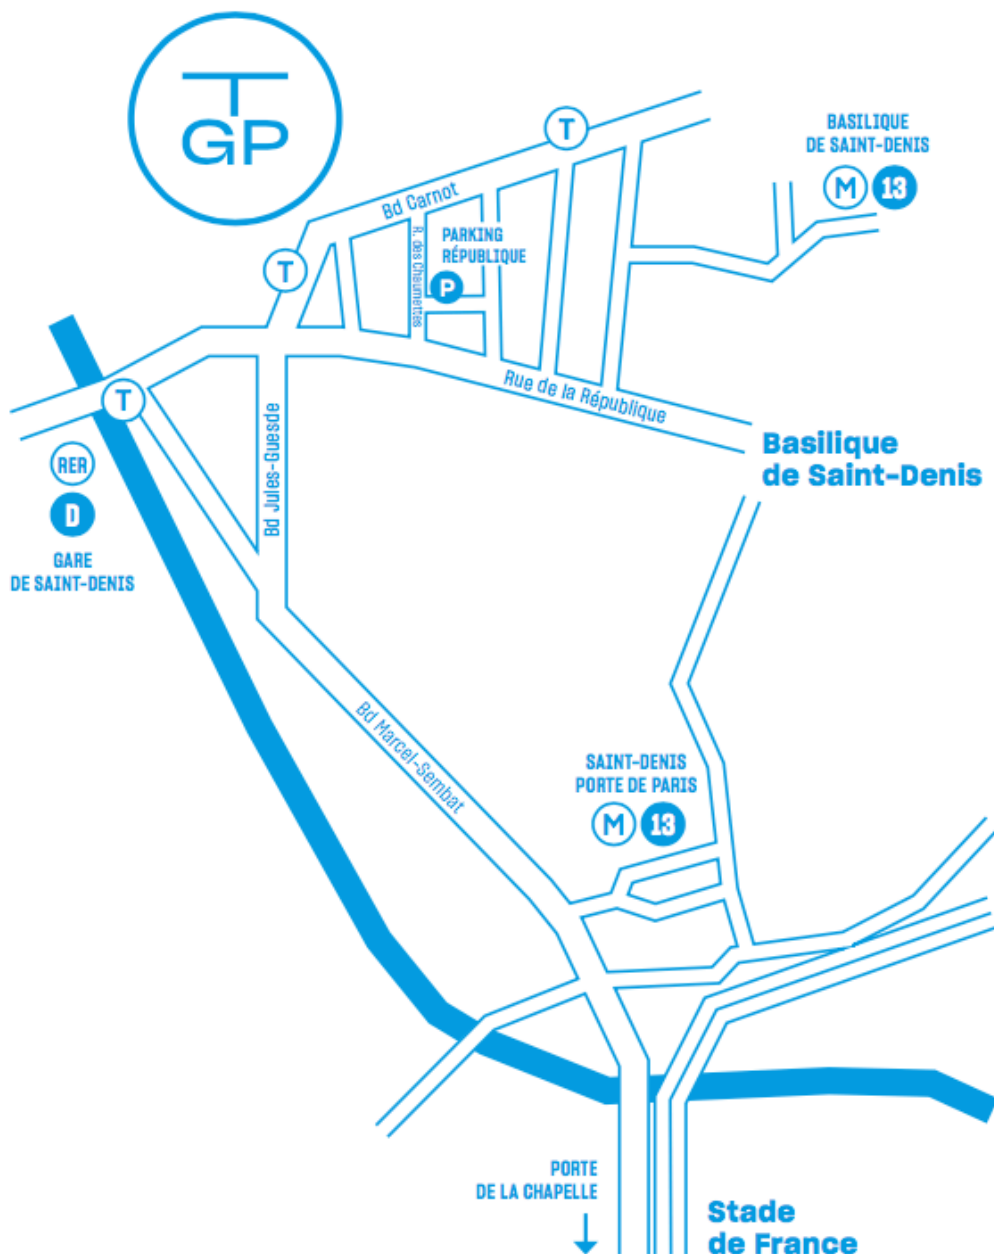 T
GP
T
BASILIQUE
DE SAINT-DENIS
M 13
Bd Carnot
R. des Chaumettes
PARKING
RÉPUBLIQUE
P
T
T
Rue de la République
Bd Jules-Guesde
Basilique
de Saint-Denis
RER
D
GARE
DE SAINT-DENIS
Bd Marcel-Sembat
SAINT-DENIS
PORTE DE PARIS
M 13
PORTE
DE LA CHAPELLE
Stade
de France